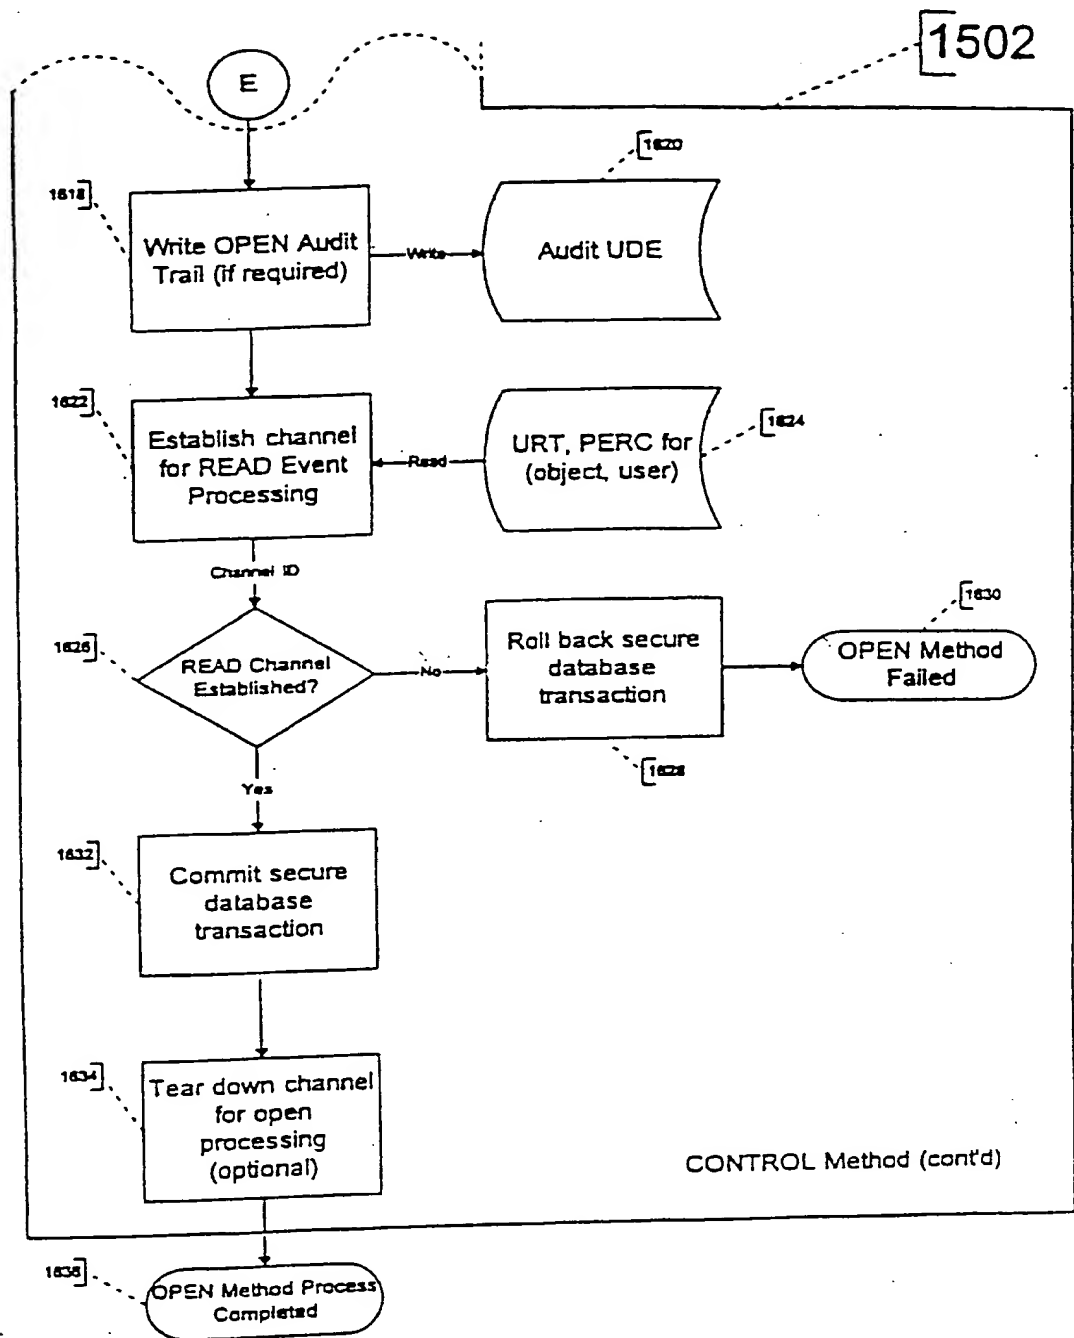 1502
E
1620
1618
Write OPEN Audit
Trail (if required)
Write
Audit UDE
1622
Establish channel
for READ Event
Processing
Read
URT, PERC for
(object, user)
1624
Channel ID
1626
READ Channel
Established?
No
Roll back secure
database
transaction
1628
1630
OPEN Method
Failed
Yes
1632
Commit secure
database
transaction
1634
Tear down channel
for open
processing
(optional)
CONTROL Method (cont'd)
1636
OPEN Method Process
Completed